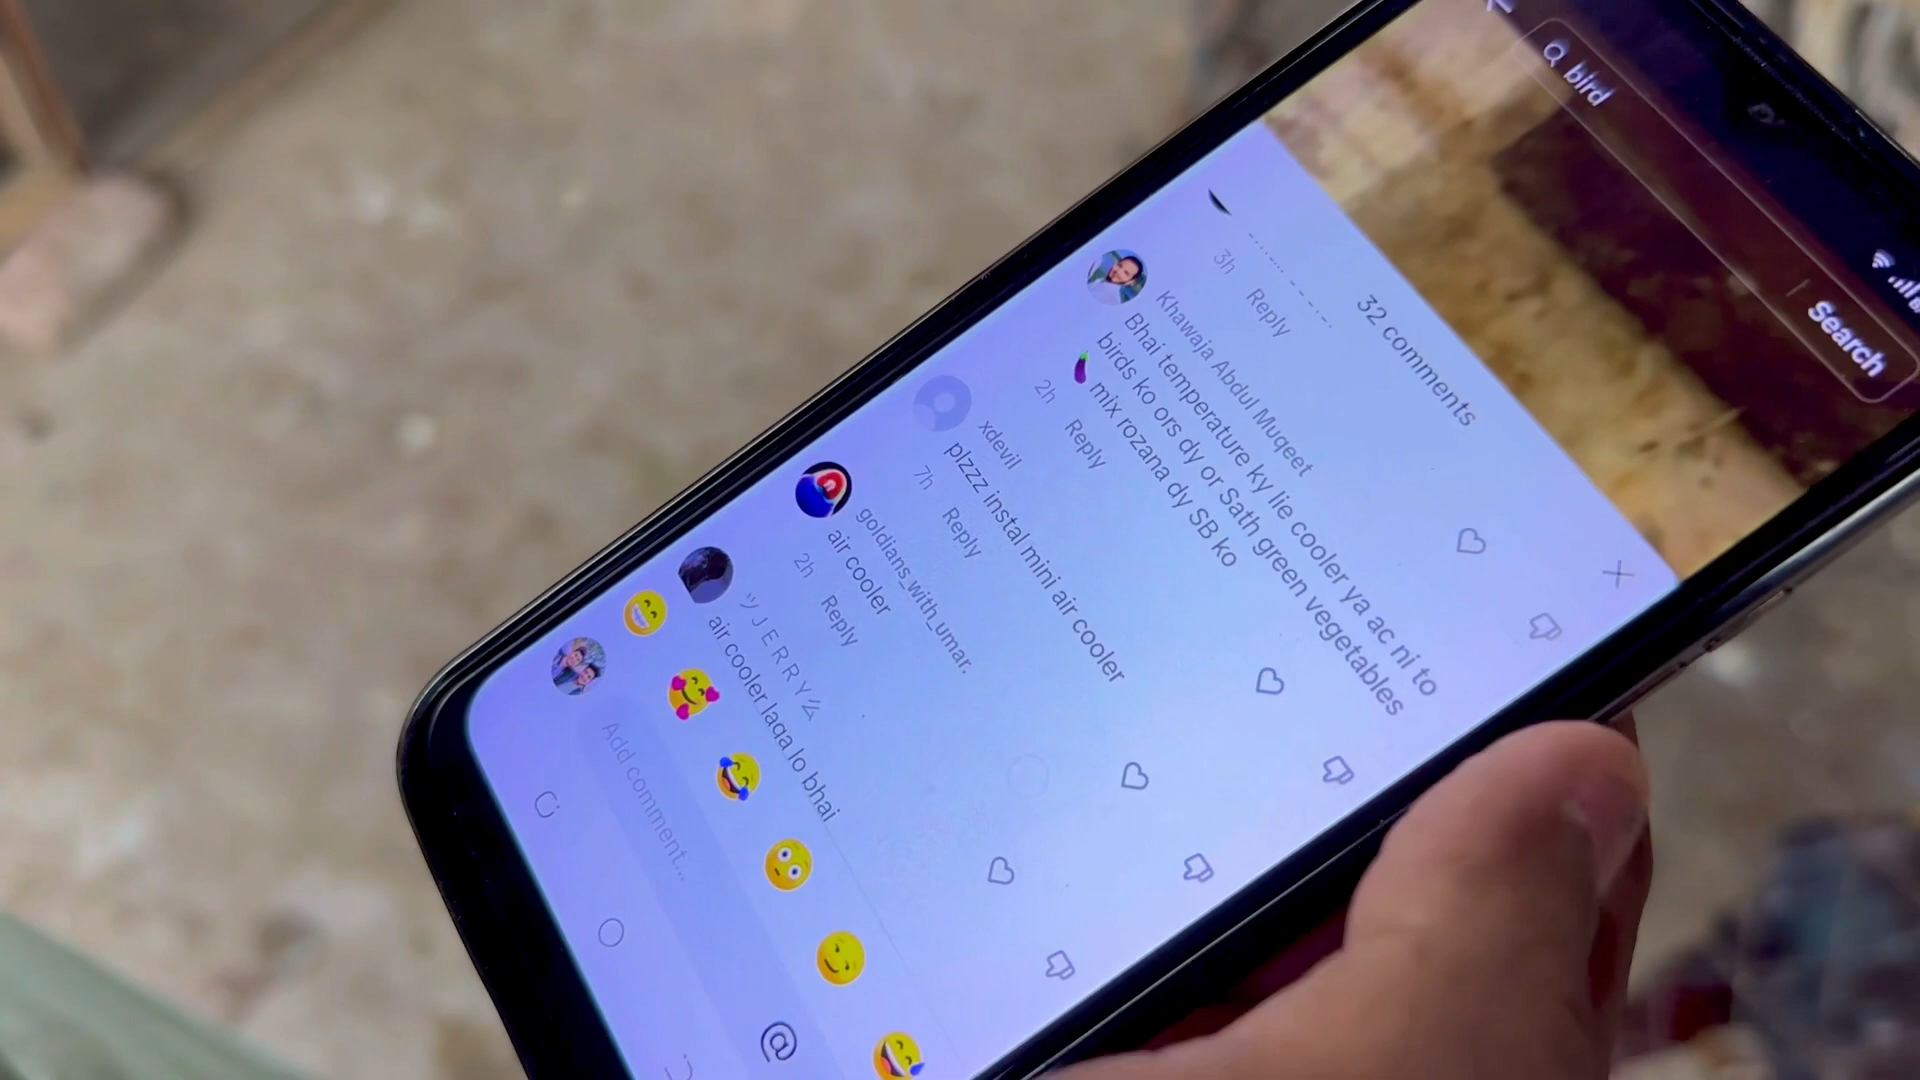 bird
Search
32 comments
3h Reply
Khawaja Abdul Muqeet
Bhai temperature ky lie cooler ya ac ni to
birds ko ors dy or Sath green vegetables
🍆 mix rozana dy SB ko
2h Reply
xdevil
plzzz instal mini air cooler
7h Reply
goldians_with_umar.
air cooler
2h Reply
ツJERRYム
air cooler laga lo bhai
Add comment...
@